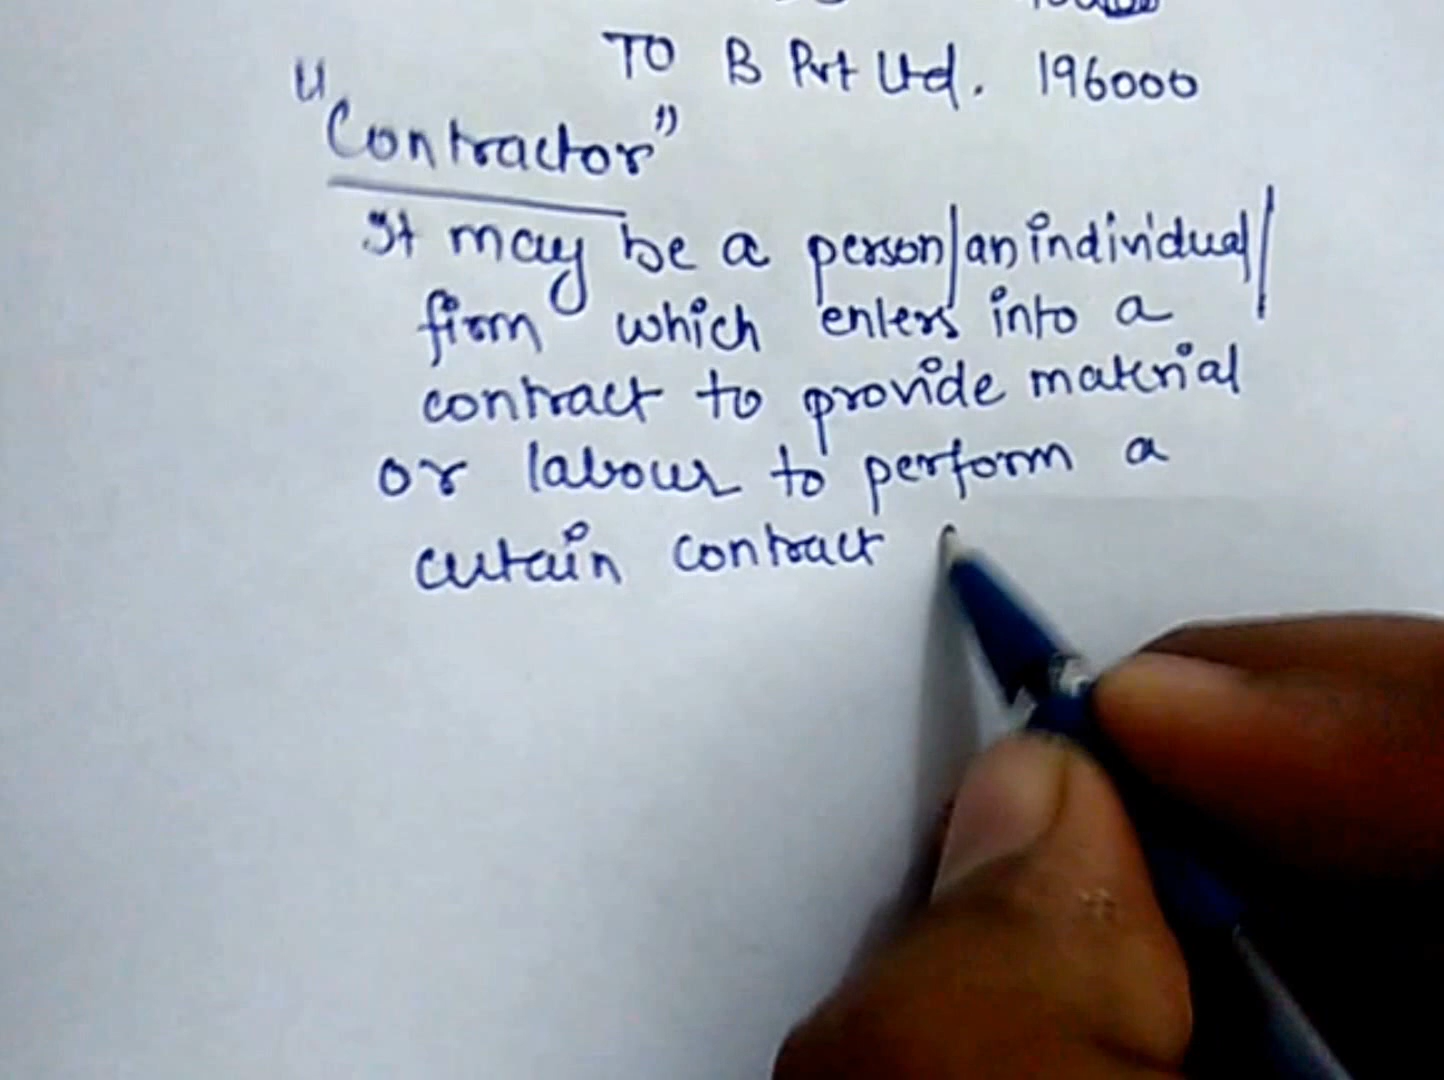 TO B Pvt Ltd. 196000
"Contractor"
It may be a person/an individual/
firm which enters into a
contract to provide material
or labour to perform a
certain contract